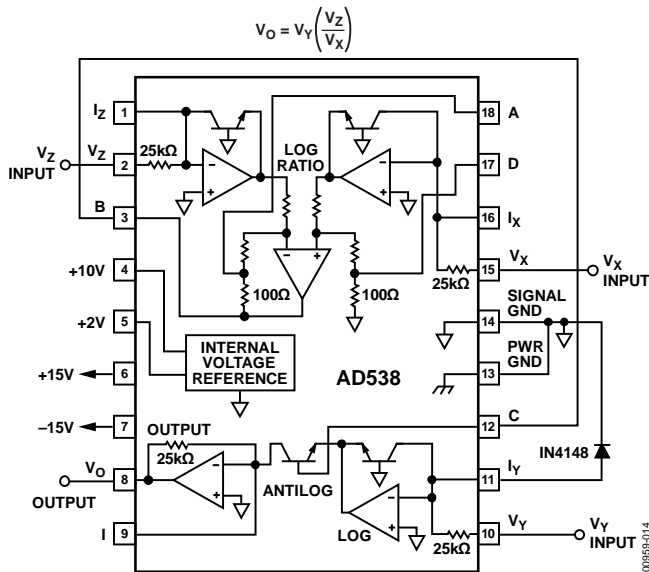 V_O = V_Y(V_Z/V_X)
I_Z
1
18
A
LOG
RATIO
25kΩ
V_Z
INPUT
V_Z
2
17
D
B
3
16
I_X
+10V
4
V_X
15
V_X
INPUT
25kΩ
100Ω
100Ω
+2V
5
SIGNAL
GND
14
INTERNAL
VOLTAGE
REFERENCE
AD538
+15V
6
PWR
GND
13
–15V
7
12
C
OUTPUT
25kΩ
IN4148
V_O
OUTPUT
8
ANTILOG
I_Y
11
I
9
LOG
25kΩ
10
V_Y
V_Y
INPUT
00959-014